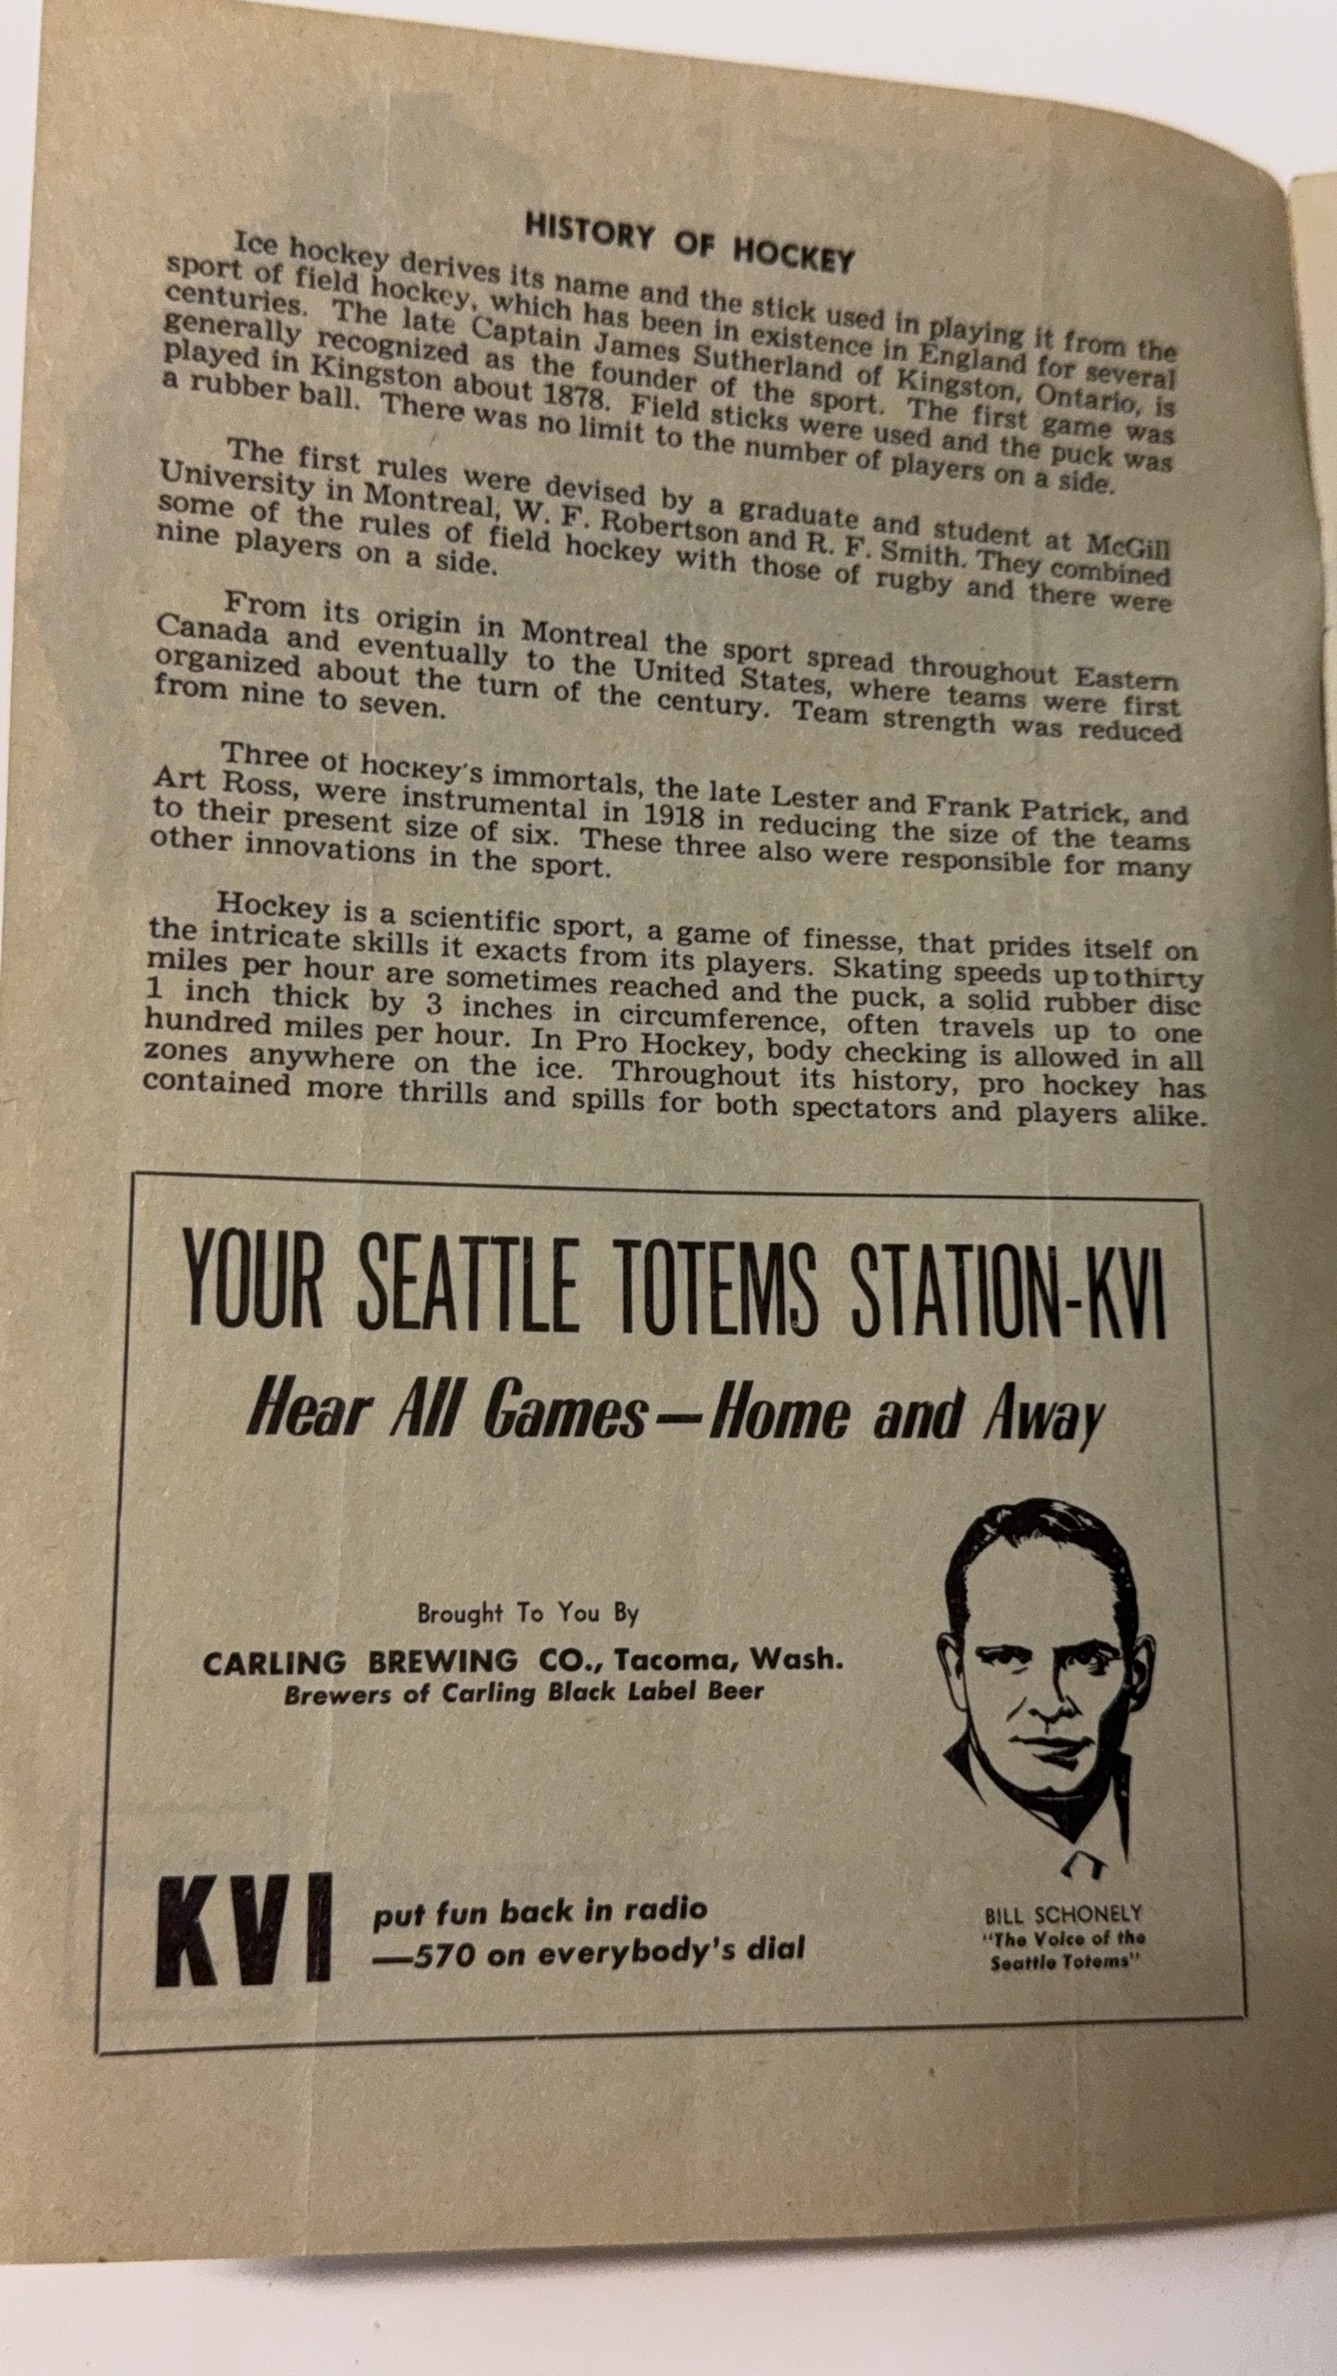 HISTORY OF HOCKEY
Ice hockey derives its name and the stick used in playing it from the
sport of field hockey, which has been in existence in England for several
centuries. The late Captain James Sutherland of Kingston, Ontario, is
generally recognized as the founder of the sport. The first game was
played in Kingston about 1878. Field sticks were used and the puck was
a rubber ball. There was no limit to the number of players on a side.
The first rules were devised by a graduate and student at McGill
University in Montreal, W. F. Robertson and R. F. Smith. They combined
some of the rules of field hockey with those of rugby and there were
nine players on a side.
From its origin in Montreal the sport spread throughout Eastern
Canada and eventually to the United States, where teams were first
organized about the turn of the century. Team strength was reduced
from nine to seven.
Three of hockey's immortals, the late Lester and Frank Patrick, and
Art Ross, were instrumental in 1918 in reducing the size of the teams
to their present size of six. These three also were responsible for many
other innovations in the sport.
Hockey is a scientific sport, a game of finesse, that prides itself on
the intricate skills it exacts from its players. Skating speeds up to thirty
miles per hour are sometimes reached and the puck, a solid rubber disc
1 inch thick by 3 inches in circumference, often travels up to one
hundred miles per hour. In Pro Hockey, body checking is allowed in all
zones anywhere on the ice. Throughout its history, pro hockey has
contained more thrills and spills for both spectators and players alike.
YOUR SEATTLE TOTEMS STATION-KVI
Hear All Games—Home and Away
Brought To You By
CARLING BREWING CO., Tacoma, Wash.
Brewers of Carling Black Label Beer
KVI
put fun back in radio
—570 on everybody's dial
BILL SCHONELY
"The Voice of the
Seattle Totems"